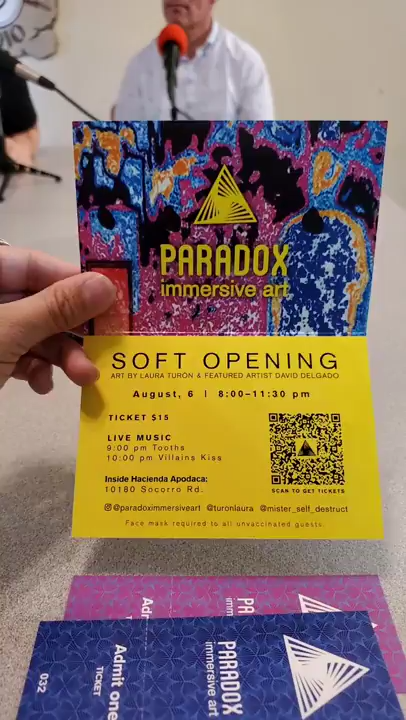 PARADOX
immersive art
SOFT OPENING
ART BY LAURA TURÓN & FEATURED ARTIST DAVID DELGADO
August, 6 | 8:00-11:30 pm
TICKET $15
LIVE MUSIC
9:00 pm Tooths
10:00 pm Villains Kiss
Inside Hacienda Apodaca:
10180 Socorro Rd.
SCAN TO GET TICKETS
@paradoximmersiveart @turonlaura @mister_self_destruct
Face mask required to all unvaccinated guests.
PA
imm
Adr
PARADOX
immersive art
Admit one
TICKET
032